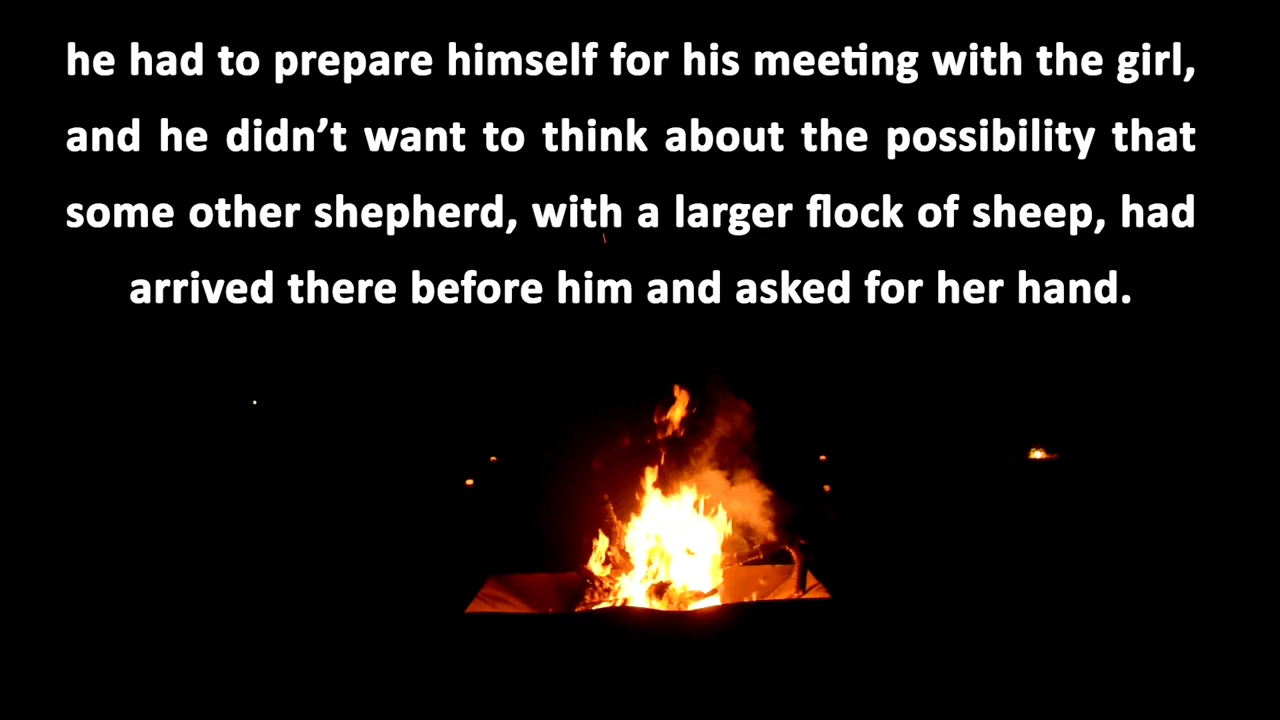 he had to prepare himself for his meeting with the girl,
and he didn’t want to think about the possibility that
some other shepherd, with a larger flock of sheep, had
arrived there before him and asked for her hand.